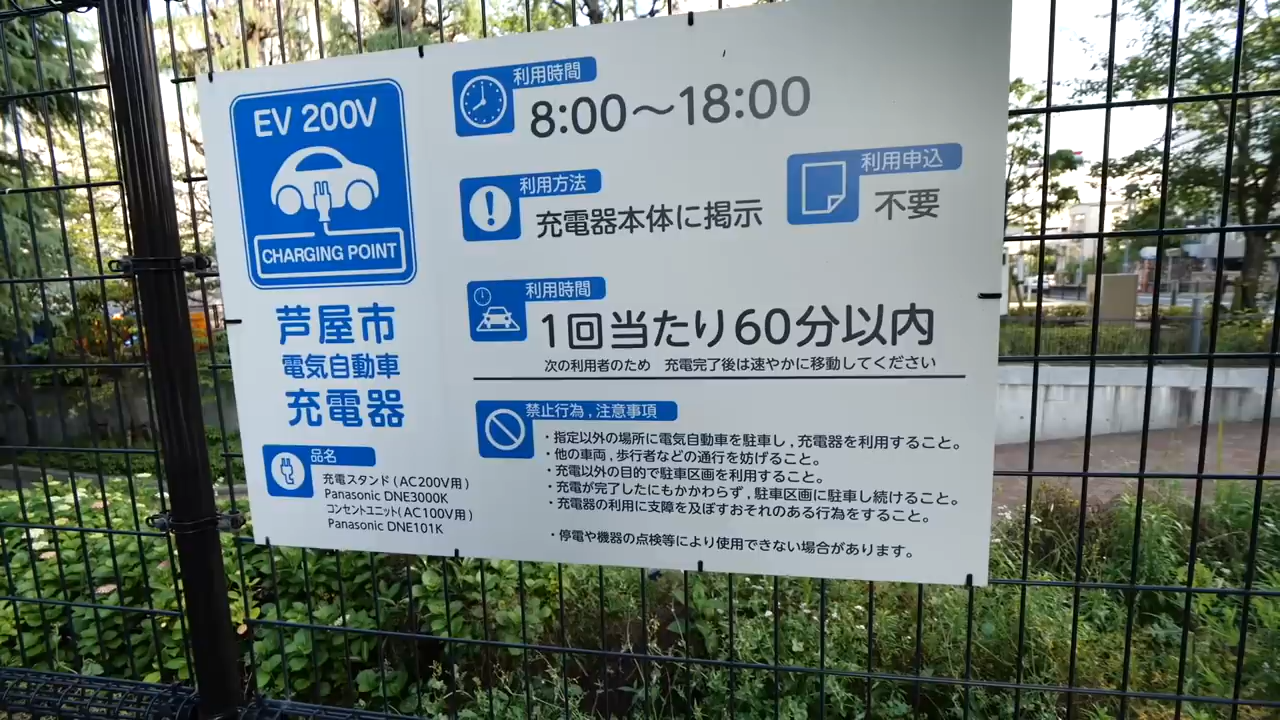 EV 200V
CHARGING POINT
芦屋市
電気自動車
充電器
品名
充電スタンド(AC200V用)
Panasonic DNE3000K
コンセントユニット(AC100V用)
Panasonic DNE101K
利用時間
8:00～18:00
利用方法
充電器本体に掲示
利用申込
不要
利用時間
1回当たり60分以内
次の利用者のため　充電完了後は速やかに移動してください
禁止行為,注意事項
・指定以外の場所に電気自動車を駐車し,充電器を利用すること。
・他の車両,歩行者などの通行を妨げること。
・充電以外の目的で駐車区画を利用すること。
・充電が完了したにもかかわらず,駐車区画に駐車し続けること。
・充電器の利用に支障を及ぼすおそれのある行為をすること。
・停電や機器の点検等により使用できない場合があります。